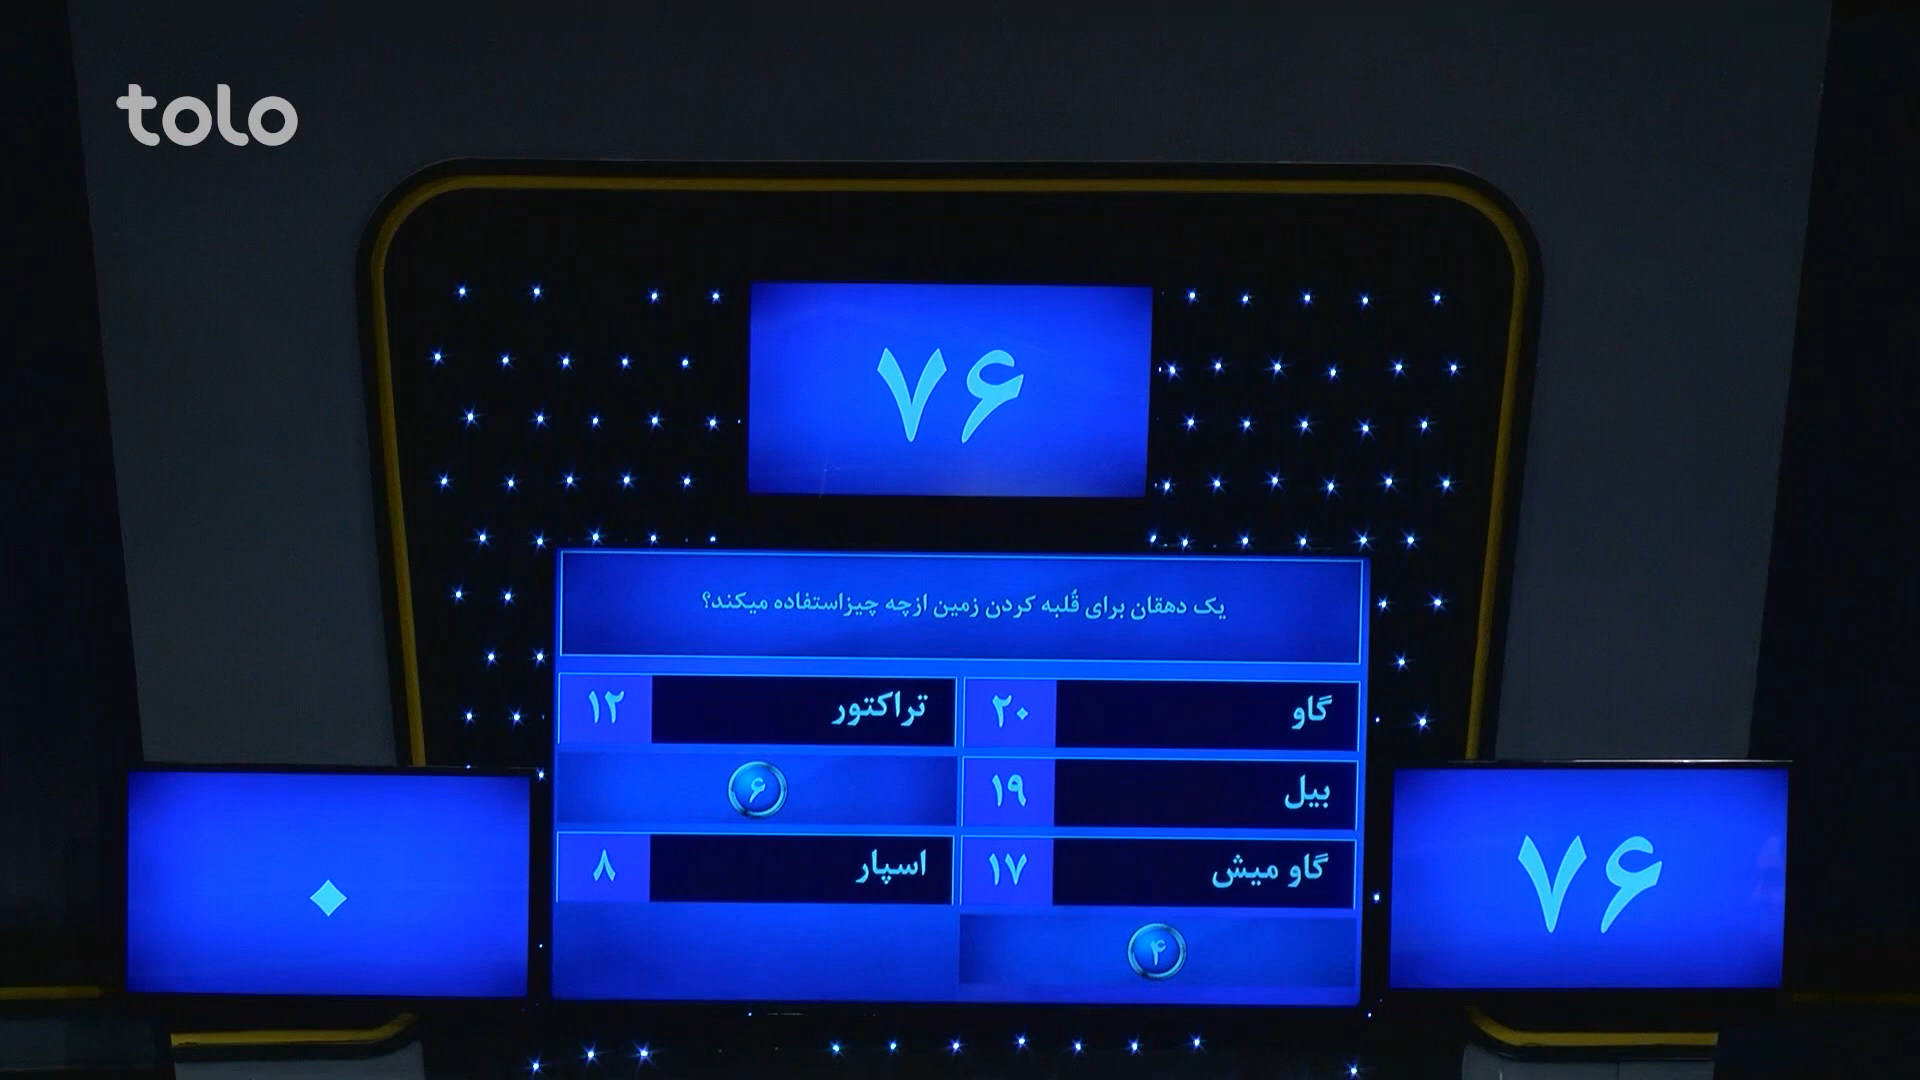 tolo
۷۶
یک دهقان برای قُلبه کردن زمین ازچه چیزاستفاده میکند؟
گاو ۲۰
بیل ۱۹
گاو میش ۱۷
۴
تراکتور ۱۲
۶
اسپار ۸
۰
۷۶